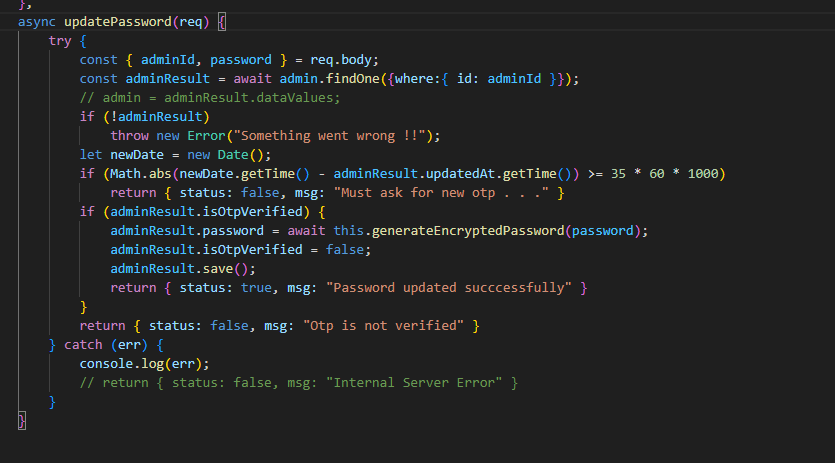 },
async updatePassword(req) {
    try {
        const { adminId, password } = req.body;
        const adminResult = await admin.findOne({where:{ id: adminId }});
        // admin = adminResult.dataValues;
        if (!adminResult)
            throw new Error("Something went wrong !!");
        let newDate = new Date();
        if (Math.abs(newDate.getTime() - adminResult.updatedAt.getTime()) >= 35 * 60 * 1000)
            return { status: false, msg: "Must ask for new otp . . ." }
        if (adminResult.isOtpVerified) {
            adminResult.password = await this.generateEncryptedPassword(password);
            adminResult.isOtpVerified = false;
            adminResult.save();
            return { status: true, msg: "Password updated succcessfully" }
        }
        return { status: false, msg: "Otp is not verified" }
    } catch (err) {
        console.log(err);
        // return { status: false, msg: "Internal Server Error" }
    }
}